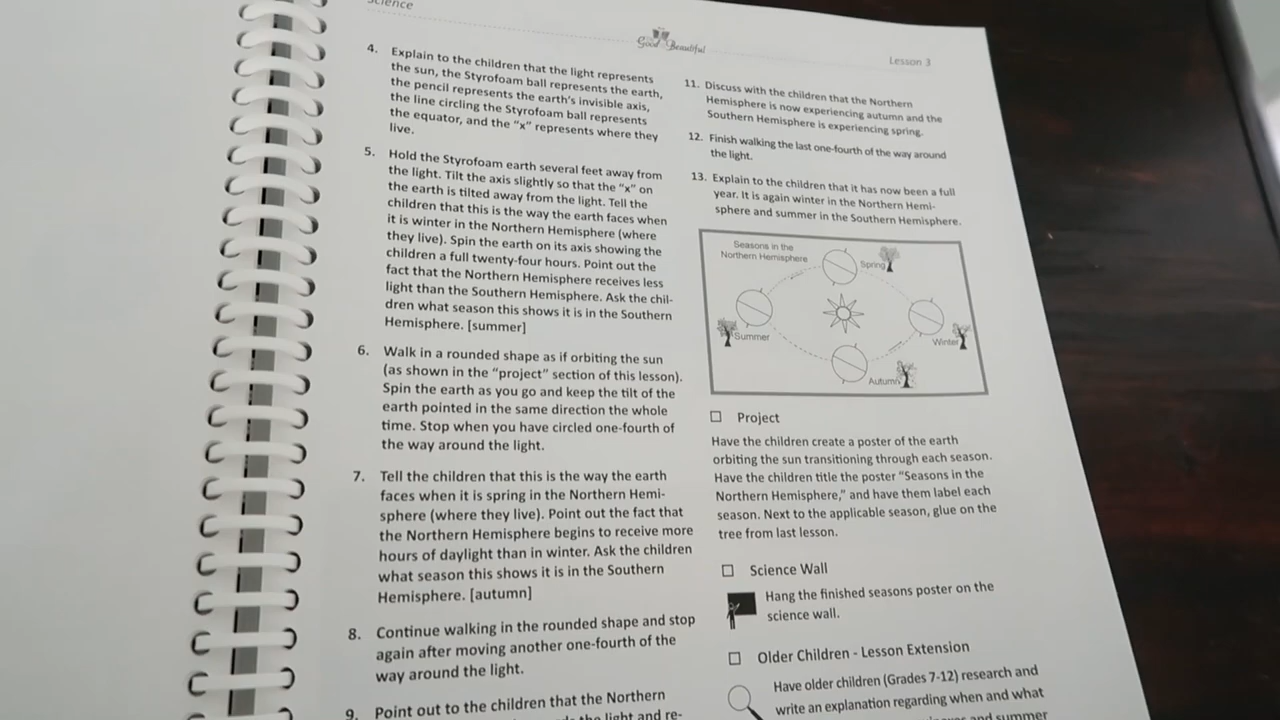 Science
Good Beautiful
Lesson 3
4. Explain to the children that the light represents
the sun, the Styrofoam ball represents the earth,
the pencil represents the earth's invisible axis,
the line circling the Styrofoam ball represents
the equator, and the "x" represents where they
live.
5. Hold the Styrofoam earth several feet away from
the light. Tilt the axis slightly so that the "x" on
the earth is tilted away from the light. Tell the
children that this is the way the earth faces when
it is winter in the Northern Hemisphere (where
they live). Spin the earth on its axis showing the
children a full twenty-four hours. Point out the
fact that the Northern Hemisphere receives less
light than the Southern Hemisphere. Ask the chil-
dren what season this shows it is in the Southern
Hemisphere. [summer]
6. Walk in a rounded shape as if orbiting the sun
(as shown in the "project" section of this lesson).
Spin the earth as you go and keep the tilt of the
earth pointed in the same direction the whole
time. Stop when you have circled one-fourth of
the way around the light.
7. Tell the children that this is the way the earth
faces when it is spring in the Northern Hemi-
sphere (where they live). Point out the fact that
the Northern Hemisphere begins to receive more
hours of daylight than in winter. Ask the children
what season this shows it is in the Southern
Hemisphere. [autumn]
8. Continue walking in the rounded shape and stop
again after moving another one-fourth of the
way around the light.
9. Point out to the children that the Northern
the light and re-
11. Discuss with the children that the Northern
Hemisphere is now experiencing autumn and the
Southern Hemisphere is experiencing spring.
12. Finish walking the last one-fourth of the way around
the light.
13. Explain to the children that it has now been a full
year. It is again winter in the Northern Hemi-
sphere and summer in the Southern Hemisphere.
Seasons in the
Northern Hemisphere
Spring
Summer
Winter
Autumn
Project
Have the children create a poster of the earth
orbiting the sun transitioning through each season.
Have the children title the poster "Seasons in the
Northern Hemisphere," and have them label each
season. Next to the applicable season, glue on the
tree from last lesson.
Science Wall
Hang the finished seasons poster on the
science wall.
Older Children - Lesson Extension
Have older children (Grades 7-12) research and
write an explanation regarding when and what
and summer